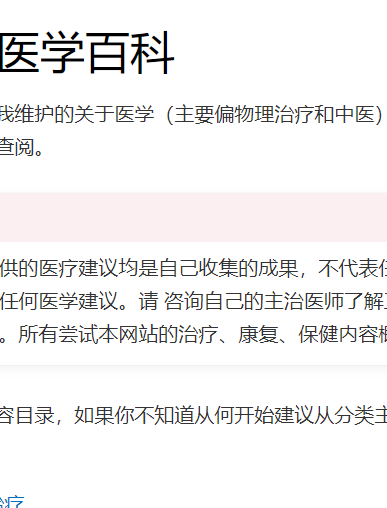 医学百科
我维护的关于医学（主要偏物理治疗和中医）
查阅。
供的医疗建议均是自己收集的成果，不代表任
任何医学建议。请 咨询自己的主治医师了解
。所有尝试本网站的治疗、康复、保健内容概
容目录，如果你不知道从何开始建议从分类主
治疗